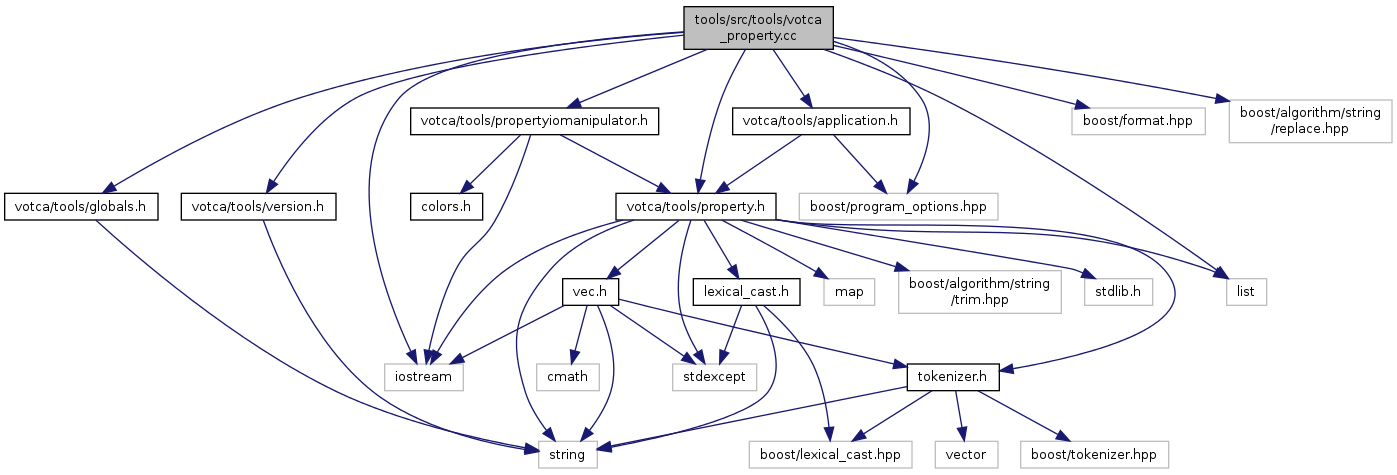 tools/src/tools/votca
_property.cc
votca/tools/propertyiomanipulator.h
votca/tools/application.h
boost/format.hpp
boost/algorithm/string
/replace.hpp
votca/tools/globals.h
votca/tools/version.h
colors.h
votca/tools/property.h
boost/program_options.hpp
vec.h
lexical_cast.h
map
boost/algorithm/string
/trim.hpp
stdlib.h
list
iostream
cmath
stdexcept
tokenizer.h
string
boost/lexical_cast.hpp
vector
boost/tokenizer.hpp